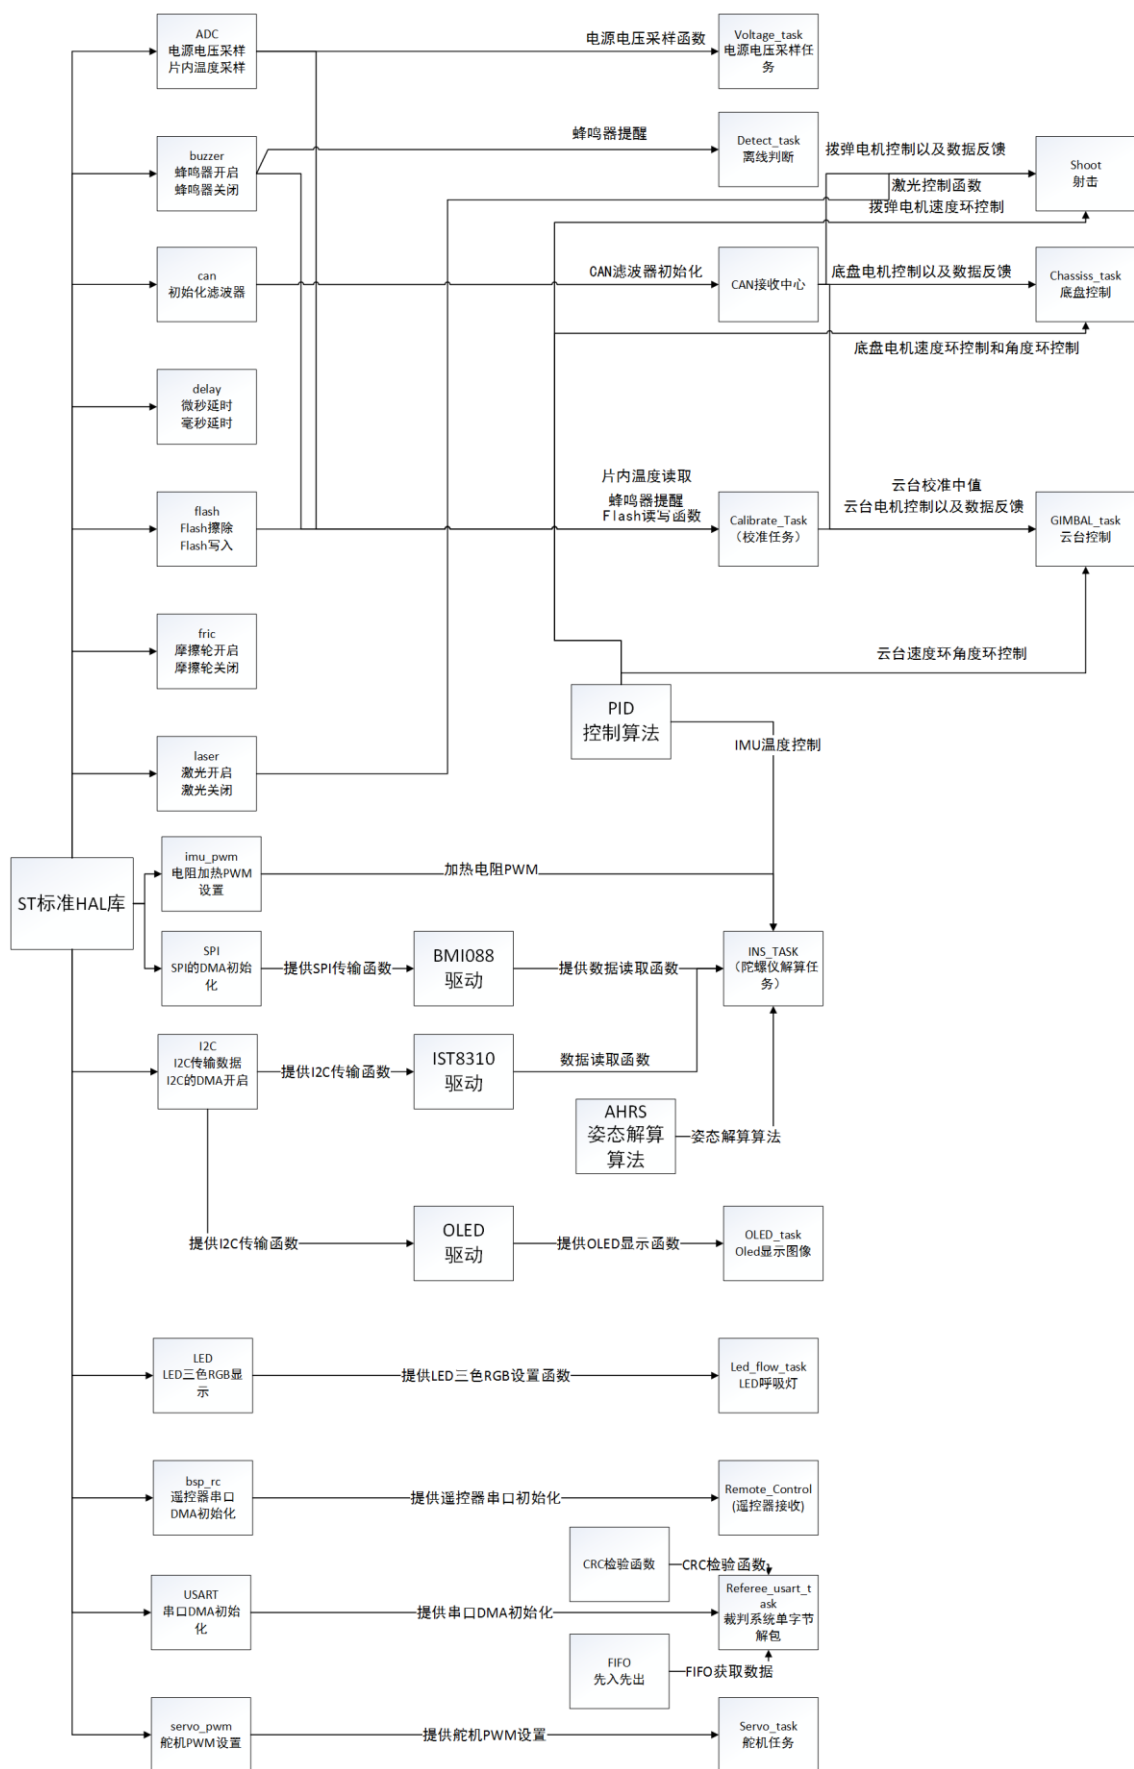 ADC
电源电压采样
片内温度采样
电源电压采样函数
Voltage_task
电源电压采样任
务
buzzer
蜂鸣器开启
蜂鸣器关闭
蜂鸣器提醒
Detect_task
离线判断
拨弹电机控制以及数据反馈
激光控制函数
拨弹电机速度环控制
Shoot
射击
can
初始化滤波器
CAN滤波器初始化
CAN接收中心
底盘电机控制以及数据反馈
Chassiss_task
底盘控制
底盘电机速度环控制和角度环控制
delay
微秒延时
毫秒延时
flash
Flash擦除
Flash写入
片内温度读取
蜂鸣器提醒
Flash读写函数
Calibrate_Task
（校准任务）
云台校准中值
云台电机控制以及数据反馈
GIMBAL_task
云台控制
fric
摩擦轮开启
摩擦轮关闭
云台速度环角度环控制
PID
控制算法
IMU温度控制
laser
激光开启
激光关闭
ST标准HAL库
imu_pwm
电阻加热PWM
设置
加热电阻PWM
SPI
SPI的DMA初始
化
提供SPI传输函数
BMI088
驱动
提供数据读取函数
INS_TASK
（陀螺仪解算任
务）
I2C
I2C传输数据
I2C的DMA开启
提供I2C传输函数
IST8310
驱动
数据读取函数
AHRS
姿态解算
算法
姿态解算算法
提供I2C传输函数
OLED
驱动
提供OLED显示函数
OLED_task
Oled显示图像
LED
LED三色RGB显
示
提供LED三色RGB设置函数
Led_flow_task
LED呼吸灯
bsp_rc
遥控器串口
DMA初始化
提供遥控器串口初始化
Remote_Control
(遥控器接收)
CRC检验函数
CRC检验函数
USART
串口DMA初始
化
提供串口DMA初始化
Referee_usart_t
ask
裁判系统单字节
解包
FIFO
先入先出
FIFO获取数据
servo_pwm
舵机PWM设置
提供舵机PWM设置
Servo_task
舵机任务